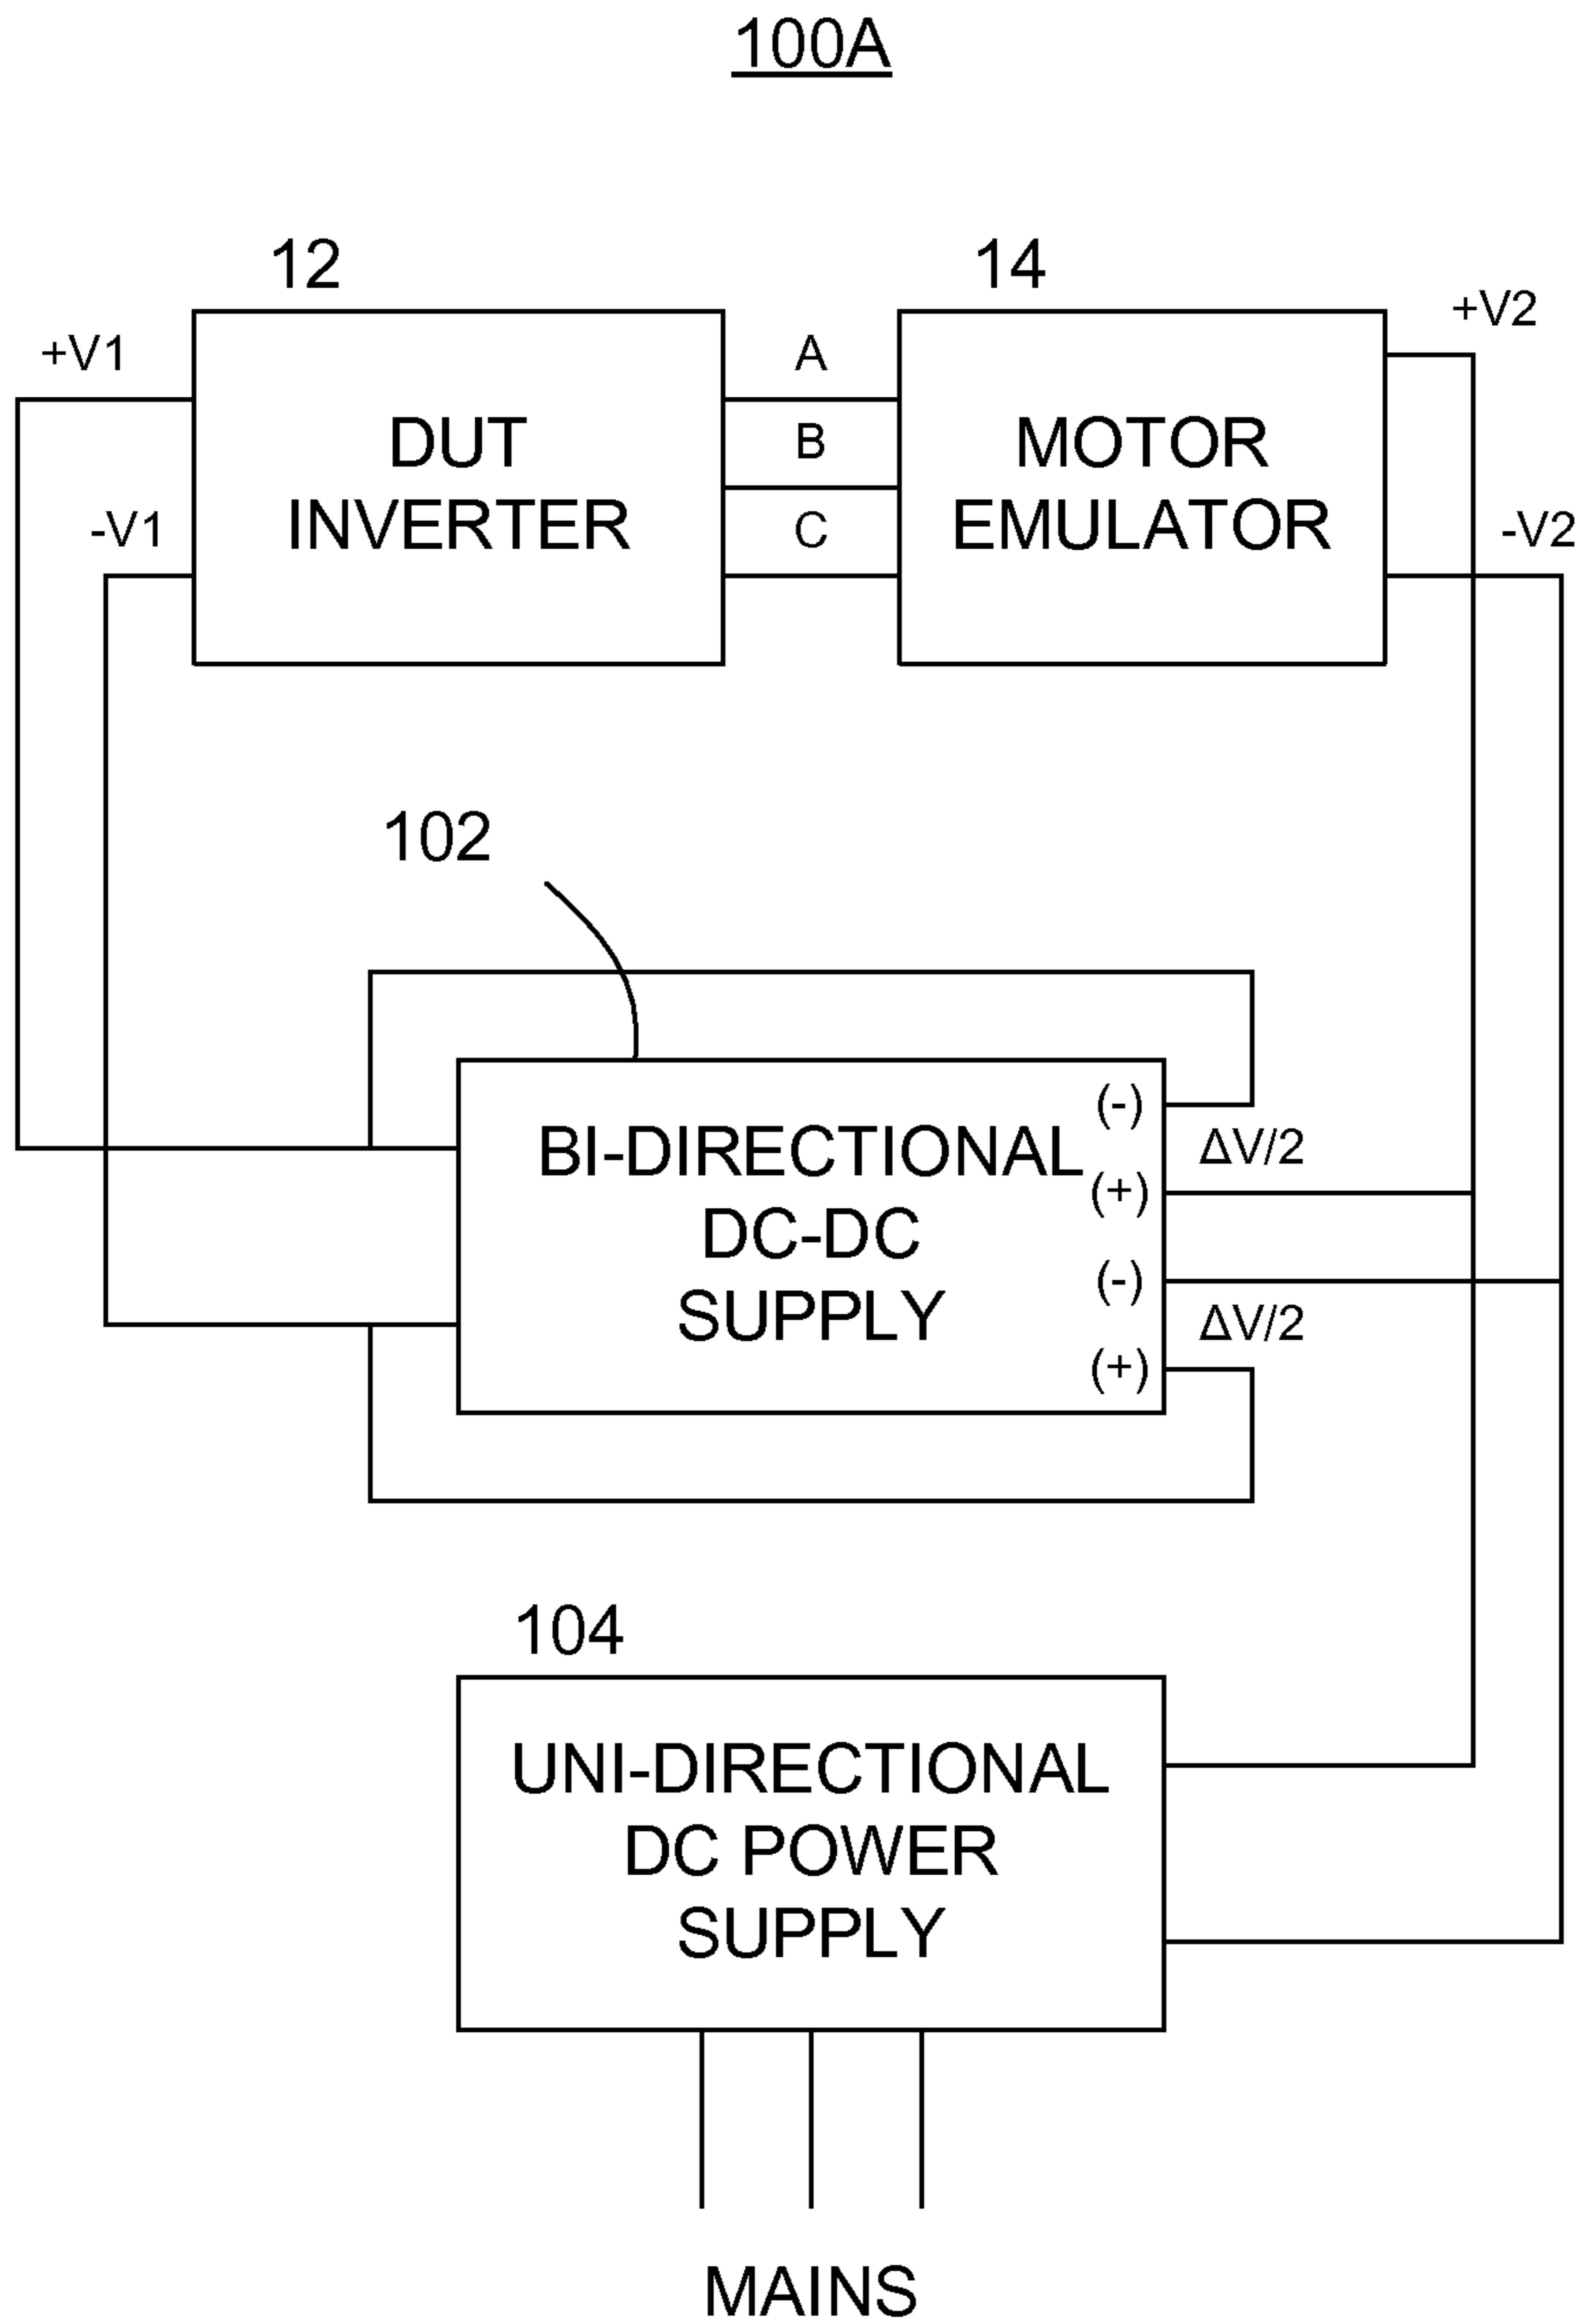 100A
12
14
+V1
-V1
DUT
INVERTER
A
B
C
MOTOR
EMULATOR
+V2
-V2
102
BI-DIRECTIONAL
DC-DC
SUPPLY
(-)
ΔV/2
(+)
(-)
ΔV/2
(+)
104
UNI-DIRECTIONAL
DC POWER
SUPPLY
MAINS